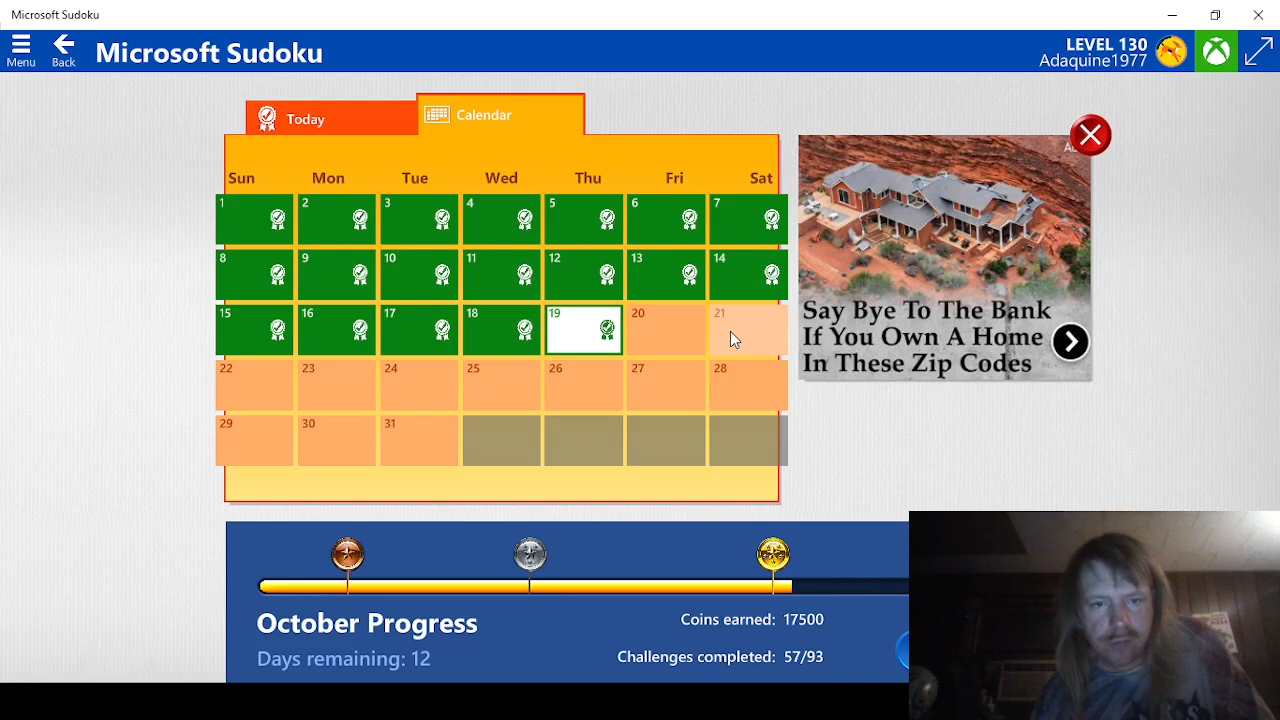 Microsoft Sudoku
Menu
Back
Microsoft Sudoku
LEVEL 130
Adaquine1977
Today
Calendar
Sun Mon Tue Wed Thu Fri Sat
1 2 3 4 5 6 7
8 9 10 11 12 13 14
15 16 17 18 19 20 21
22 23 24 25 26 27 28
29 30 31
Say Bye To The Bank
If You Own A Home
In These Zip Codes
October Progress
Days remaining: 12
Coins earned: 17500
Challenges completed: 57/93